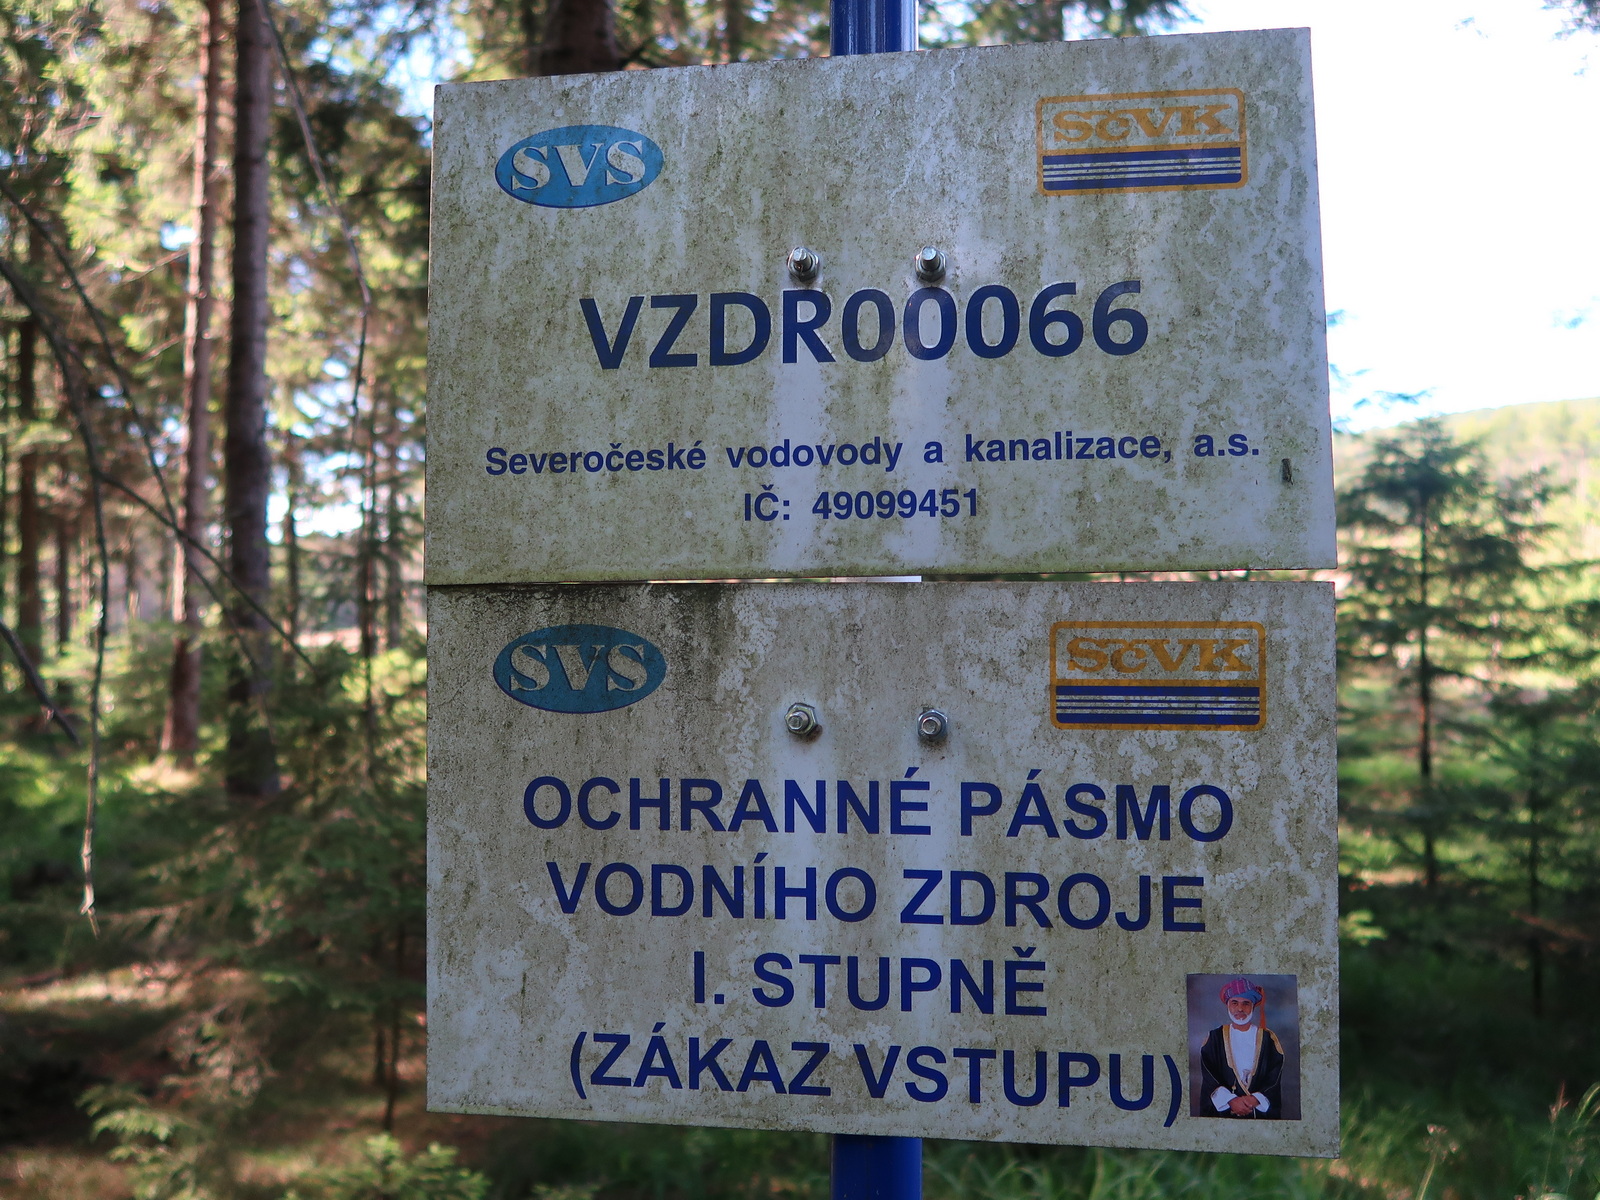 SVS
SčVK
VZDR00066
Severočeské vodovody a kanalizace, a.s.
IČ: 49099451
SVS
SčVK
OCHRANNÉ PÁSMO
VODNÍHO ZDROJE
I. STUPNĚ
(ZÁKAZ VSTUPU)